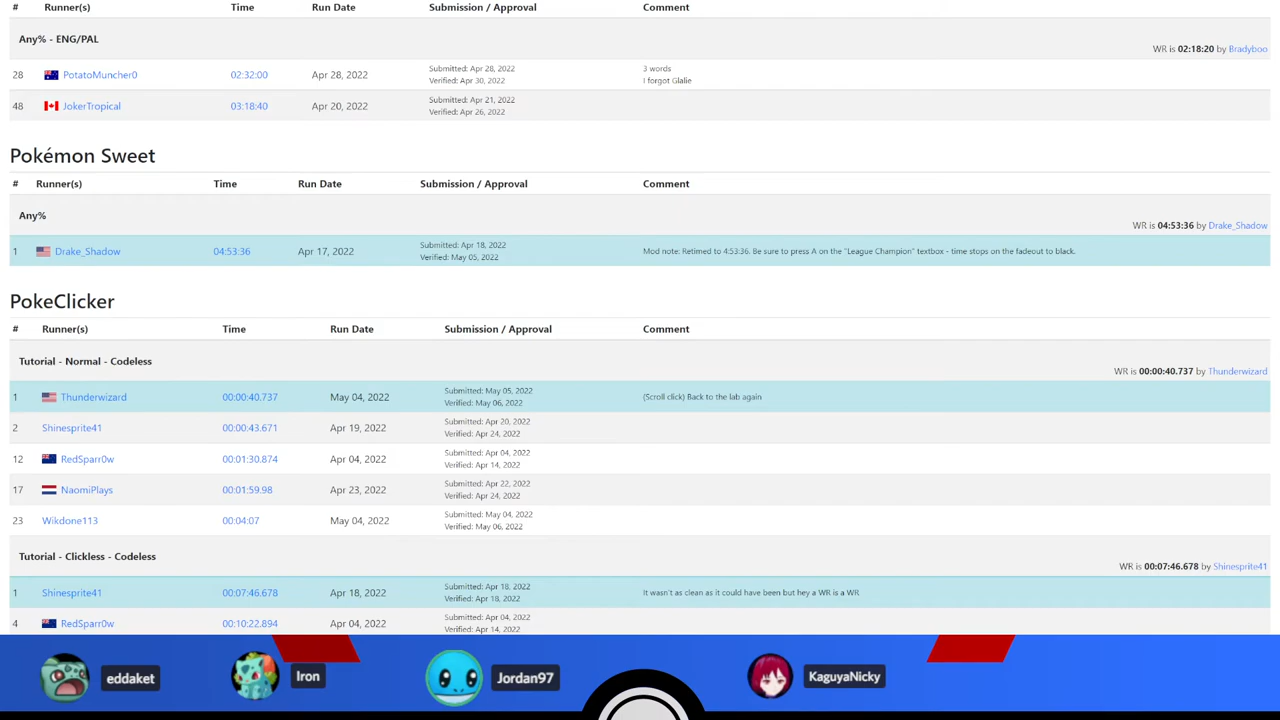 # Runner(s) Time Run Date Submission / Approval Comment
Any% - ENG/PAL
WR is 02:18:20 by Bradyboo
28 PotatoMuncher0 02:32:00 Apr 28, 2022 Submitted: Apr 28, 2022 3 words
Verified: Apr 30, 2022 I forgot Glalie
48 JokerTropical 03:18:40 Apr 20, 2022 Submitted: Apr 21, 2022
Verified: Apr 26, 2022
Pokémon Sweet
# Runner(s) Time Run Date Submission / Approval Comment
Any%
WR is 04:53:36 by Drake_Shadow
1 Drake_Shadow 04:53:36 Apr 17, 2022 Submitted: Apr 18, 2022 Mod note: Retimed to 4:53:36. Be sure to press A on the "League Champion" textbox - time stops on the fadeout to black.
Verified: May 05, 2022
PokeClicker
# Runner(s) Time Run Date Submission / Approval Comment
Tutorial - Normal - Codeless
WR is 00:00:40.737 by Thunderwizard
1 Thunderwizard 00:00:40.737 May 04, 2022 Submitted: May 05, 2022 (Scroll click) Back to the lab again
Verified: May 06, 2022
2 Shinesprite41 00:00:43.671 Apr 19, 2022 Submitted: Apr 20, 2022
Verified: Apr 24, 2022
12 RedSparr0w 00:01:30.874 Apr 04, 2022 Submitted: Apr 04, 2022
Verified: Apr 14, 2022
17 NaomiPlays 00:01:59.98 Apr 23, 2022 Submitted: Apr 22, 2022
Verified: Apr 24, 2022
23 Wikdone113 00:04:07 May 04, 2022 Submitted: May 04, 2022
Verified: May 06, 2022
Tutorial - Clickless - Codeless
WR is 00:07:46.678 by Shinesprite41
1 Shinesprite41 00:07:46.678 Apr 18, 2022 Submitted: Apr 18, 2022 It wasn't as clean as it could have been but hey a WR is a WR
Verified: Apr 18, 2022
4 RedSparr0w 00:10:22.894 Apr 04, 2022 Submitted: Apr 04, 2022
Verified: Apr 14, 2022
eddaket Iron Jordan97 KaguyaNicky